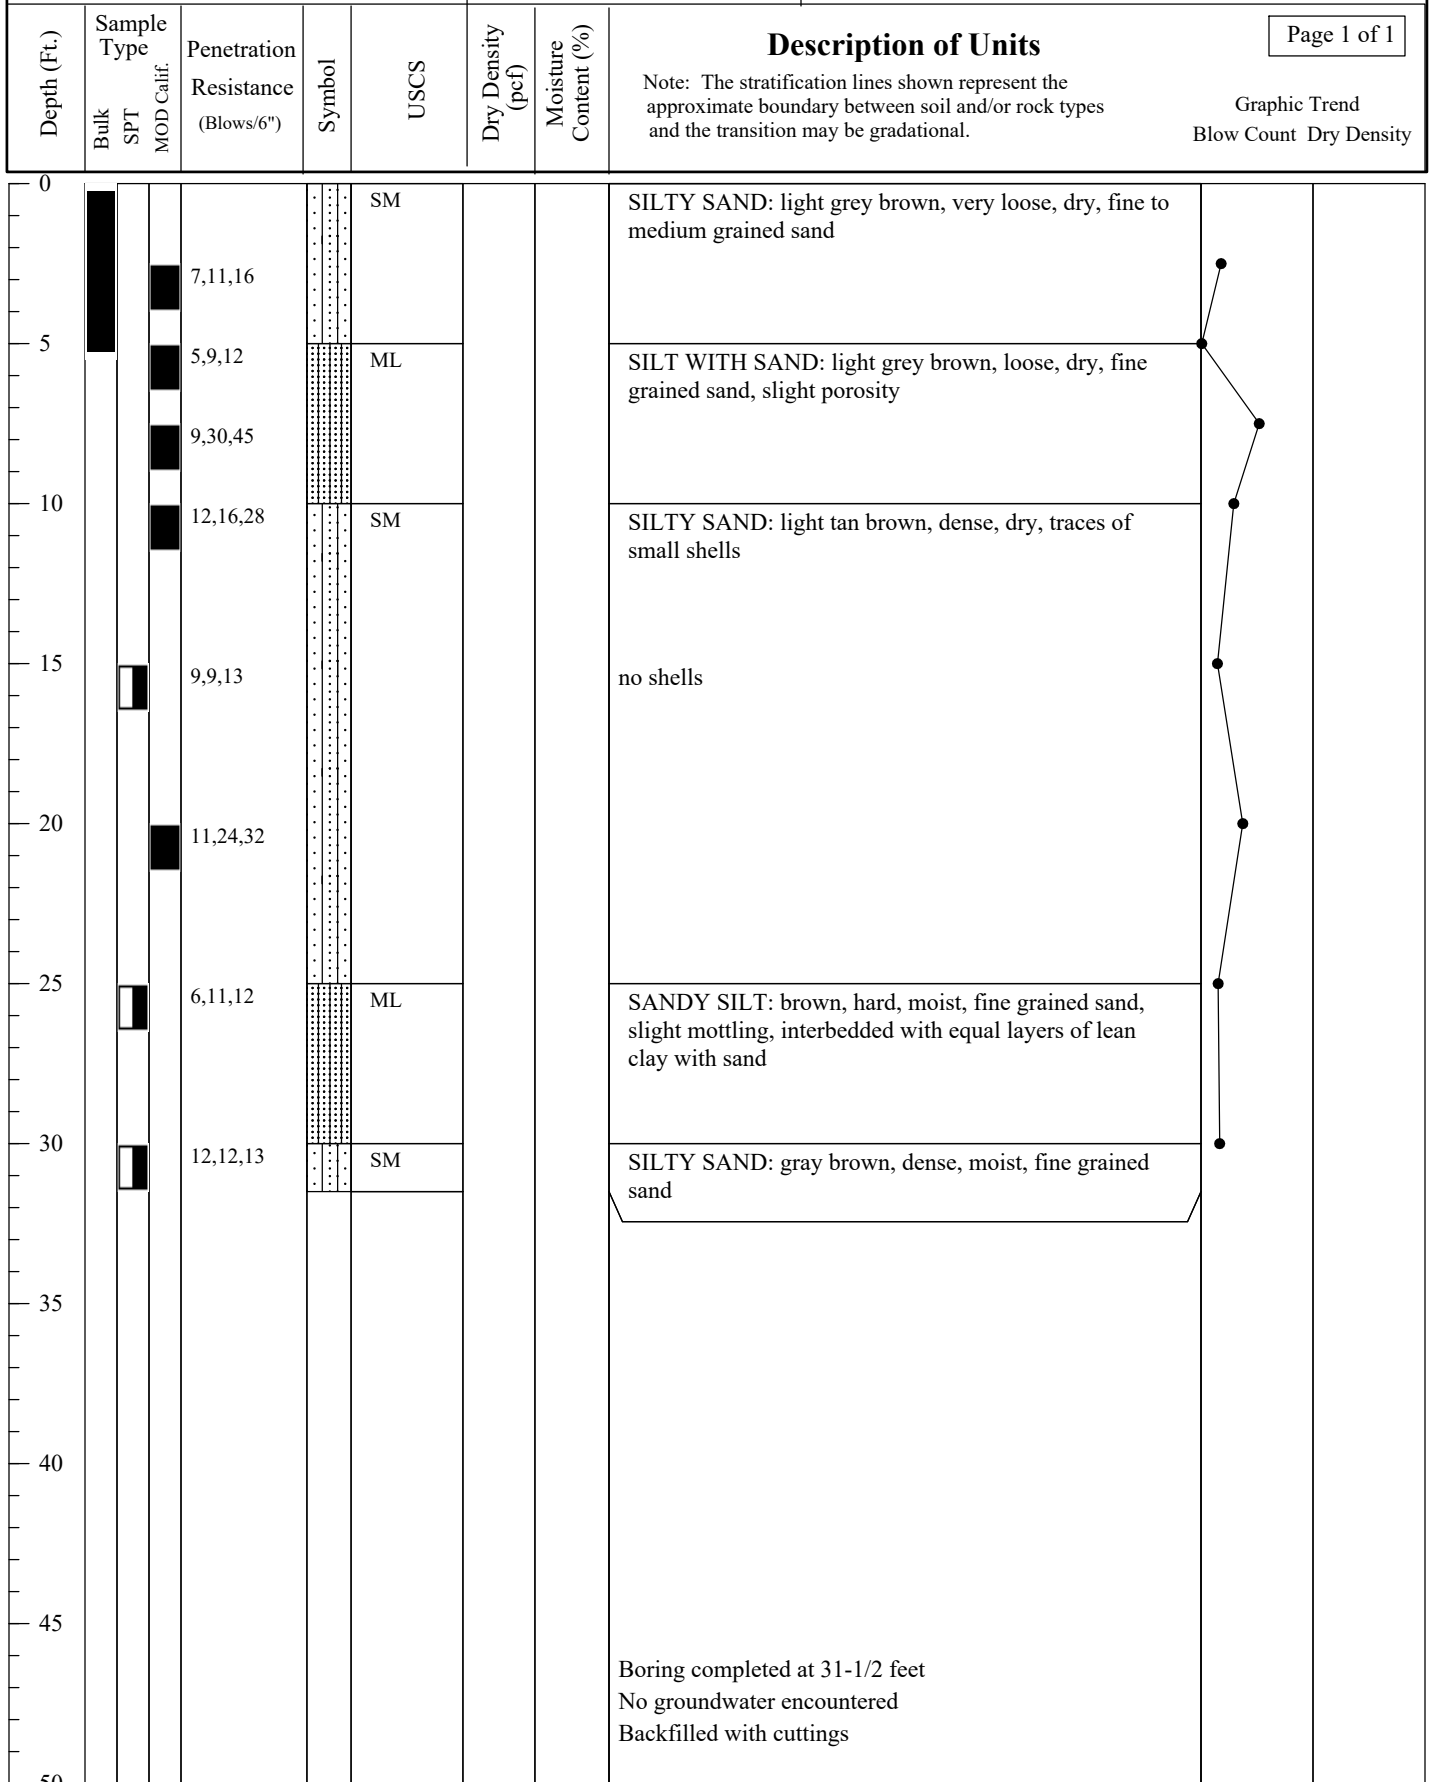 Depth (Ft.)
Sample
Type
Bulk
SPT
MOD Calif.
Penetration
Resistance
(Blows/6")
Symbol
USCS
Dry Density
(pcf)
Moisture
Content (%)
Description of Units
Note: The stratification lines shown represent the
approximate boundary between soil and/or rock types
and the transition may be gradational.
Page 1 of 1
Graphic Trend
Blow Count Dry Density
0
SM
SILTY SAND: light grey brown, very loose, dry, fine to
medium grained sand
7,11,16
5
5,9,12
ML
SILT WITH SAND: light grey brown, loose, dry, fine
grained sand, slight porosity
9,30,45
10
12,16,28
SM
SILTY SAND: light tan brown, dense, dry, traces of
small shells
15
9,9,13
no shells
20
11,24,32
25
6,11,12
ML
SANDY SILT: brown, hard, moist, fine grained sand,
slight mottling, interbedded with equal layers of lean
clay with sand
30
12,12,13
SM
SILTY SAND: gray brown, dense, moist, fine grained
sand
35
40
45
Boring completed at 31-1/2 feet
No groundwater encountered
Backfilled with cuttings
50